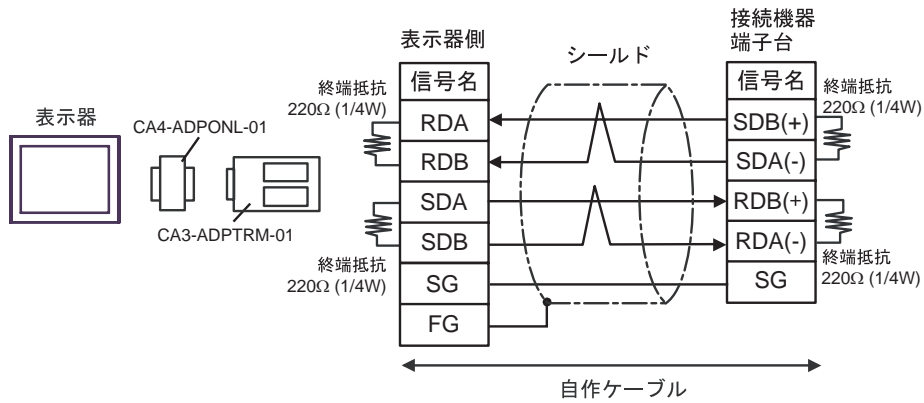 表示器
CA4-ADPONL-01
CA3-ADPTRM-01
表示器側
信号名
RDA
RDB
SDA
SDB
SG
FG
終端抵抗
220Ω (1/4W)
終端抵抗
220Ω (1/4W)
シールド
接続機器
端子台
信号名
SDB(+)
SDA(-)
RDB(+)
RDA(-)
SG
終端抵抗
220Ω (1/4W)
終端抵抗
220Ω (1/4W)
自作ケーブル